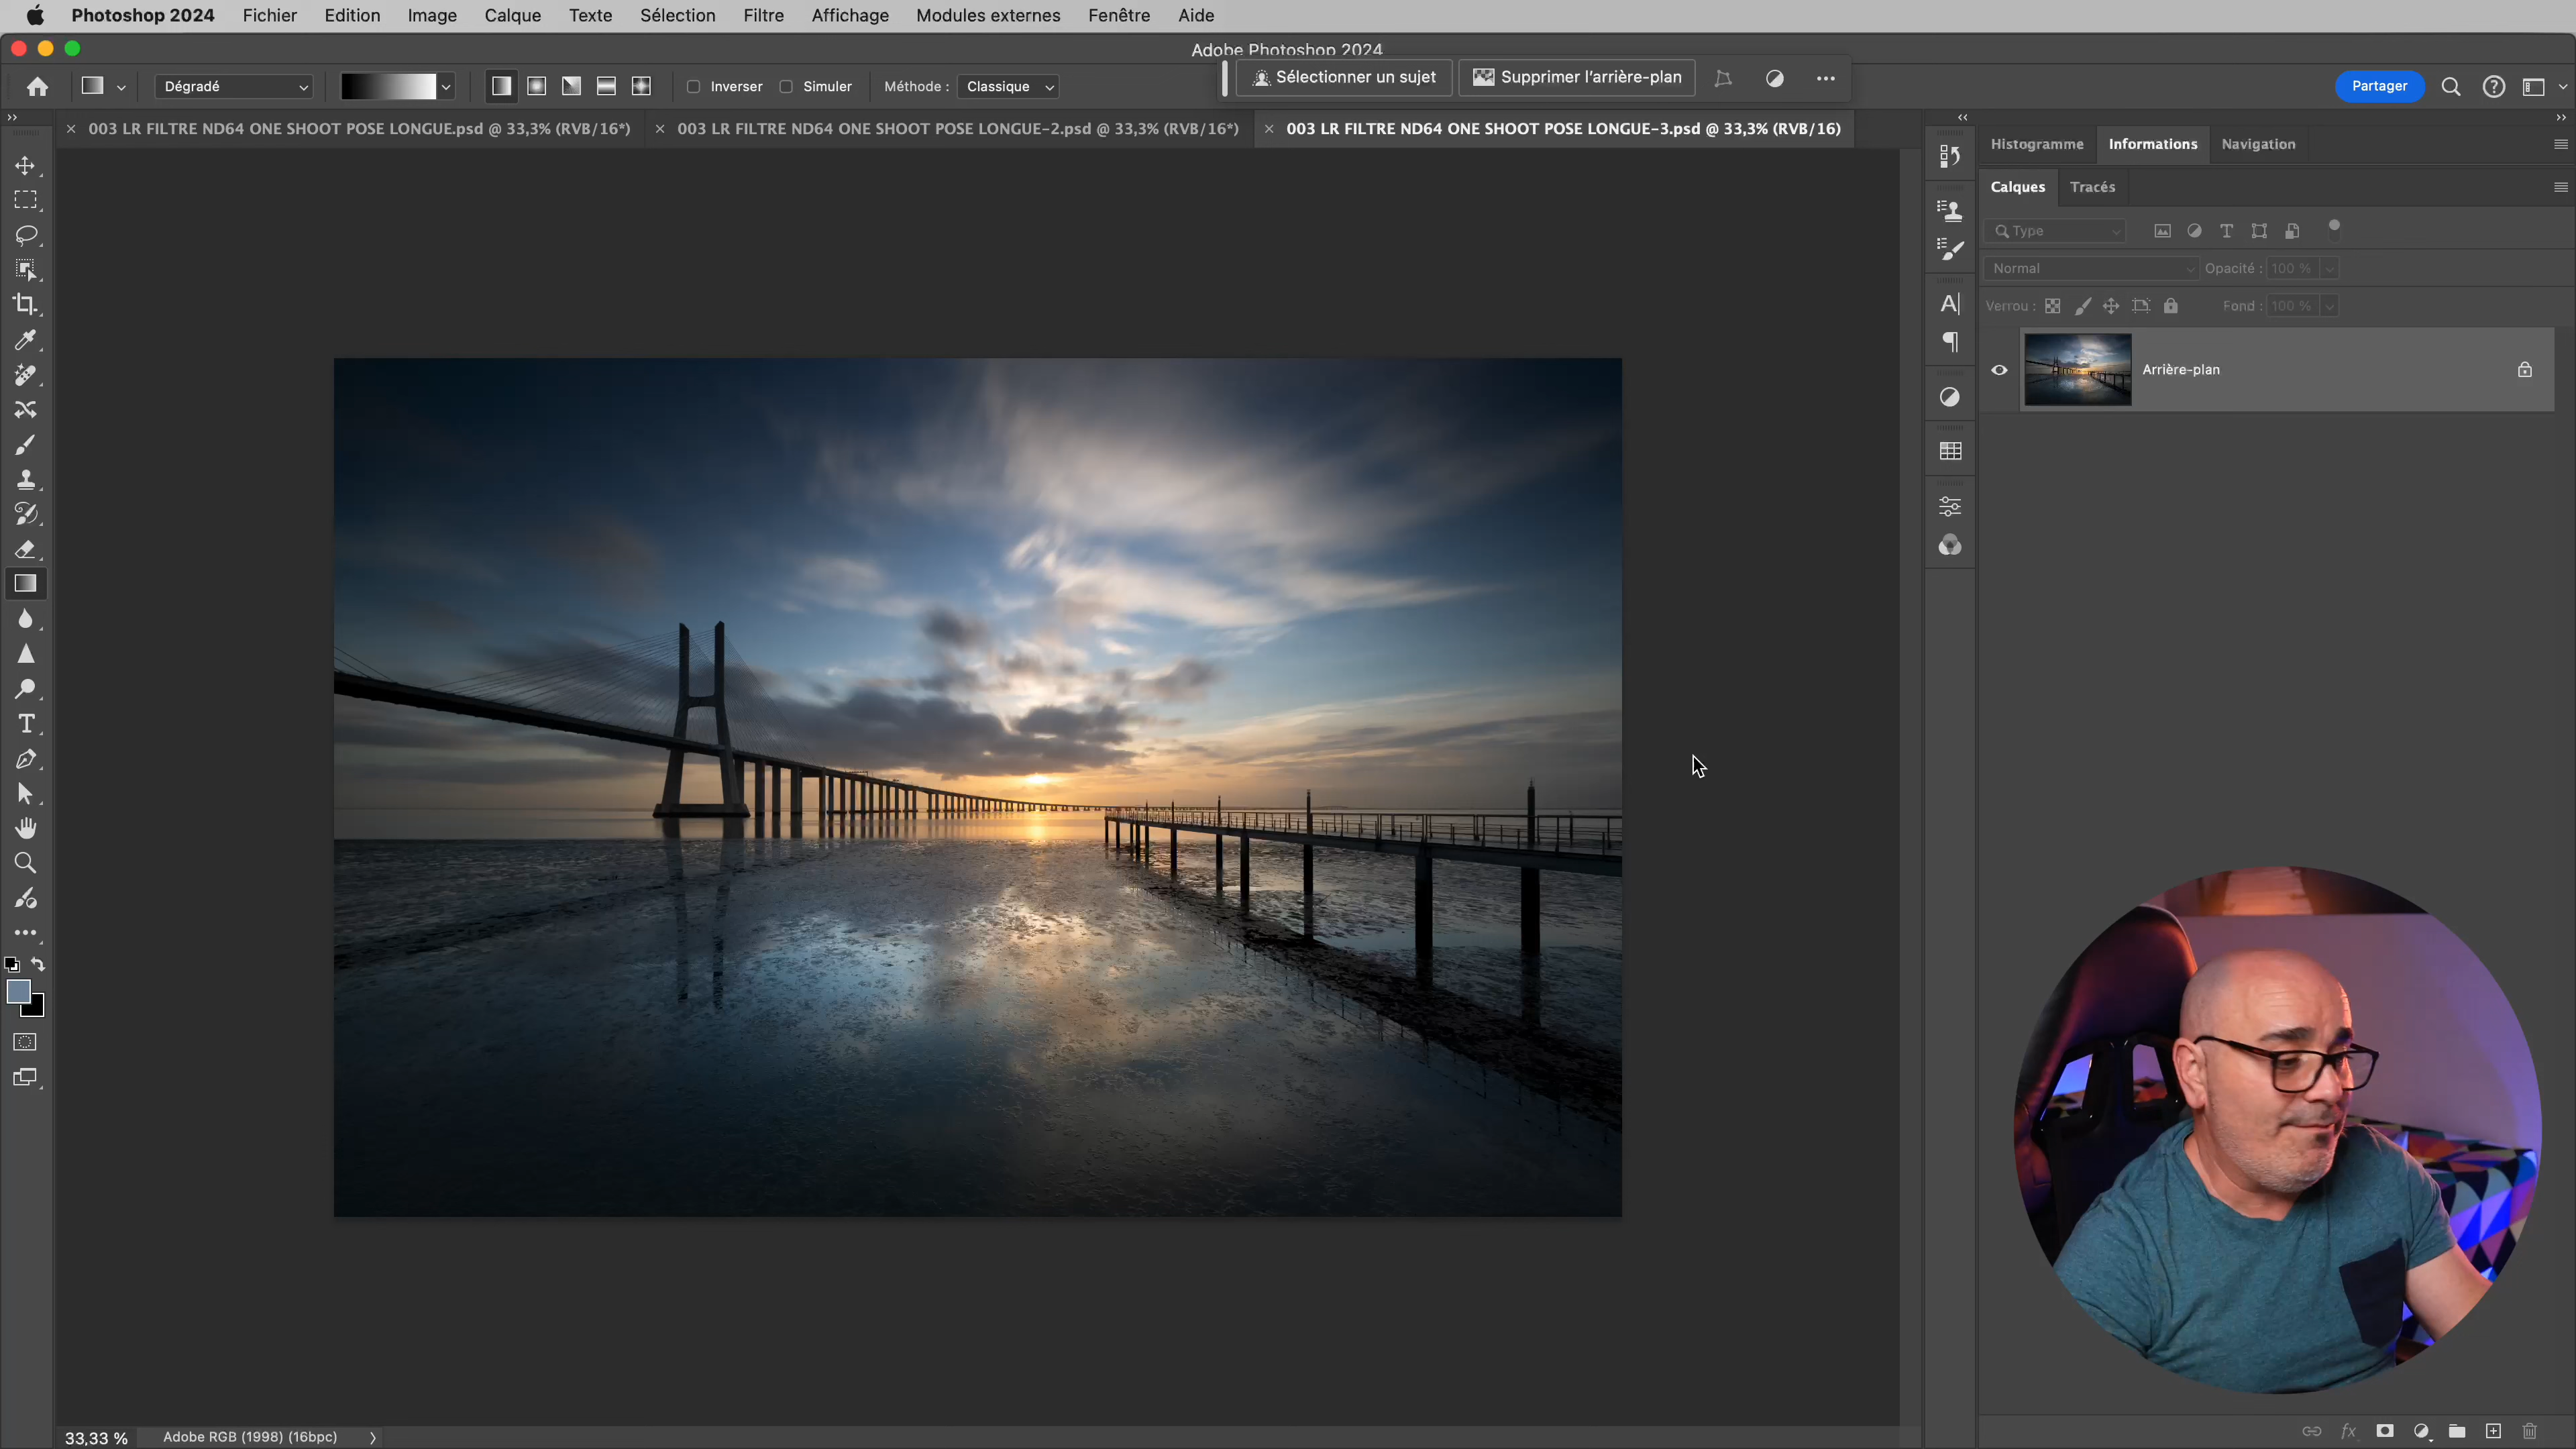 Photoshop 2024 Fichier Edition Image Calque Texte Sélection Filtre Affichage Modules externes Fenêtre Aide
Adobe Photoshop 2024
Dégradé Inverser Simuler Méthode : Classique Sélectionner un sujet Supprimer l'arrière-plan Partager
003 LR FILTRE ND64 ONE SHOOT POSE LONGUE.psd @ 33,3% (RVB/16*) 003 LR FILTRE ND64 ONE SHOOT POSE LONGUE-2.psd @ 33,3% (RVB/16*) 003 LR FILTRE ND64 ONE SHOOT POSE LONGUE-3.psd @ 33,3% (RVB/16)
Histogramme Informations Navigation
Calques Tracés
Type
Normal Opacité : 100 %
Verrou : Fond : 100 %
Arrière-plan
33,33 % Adobe RGB (1998) (16bpc)